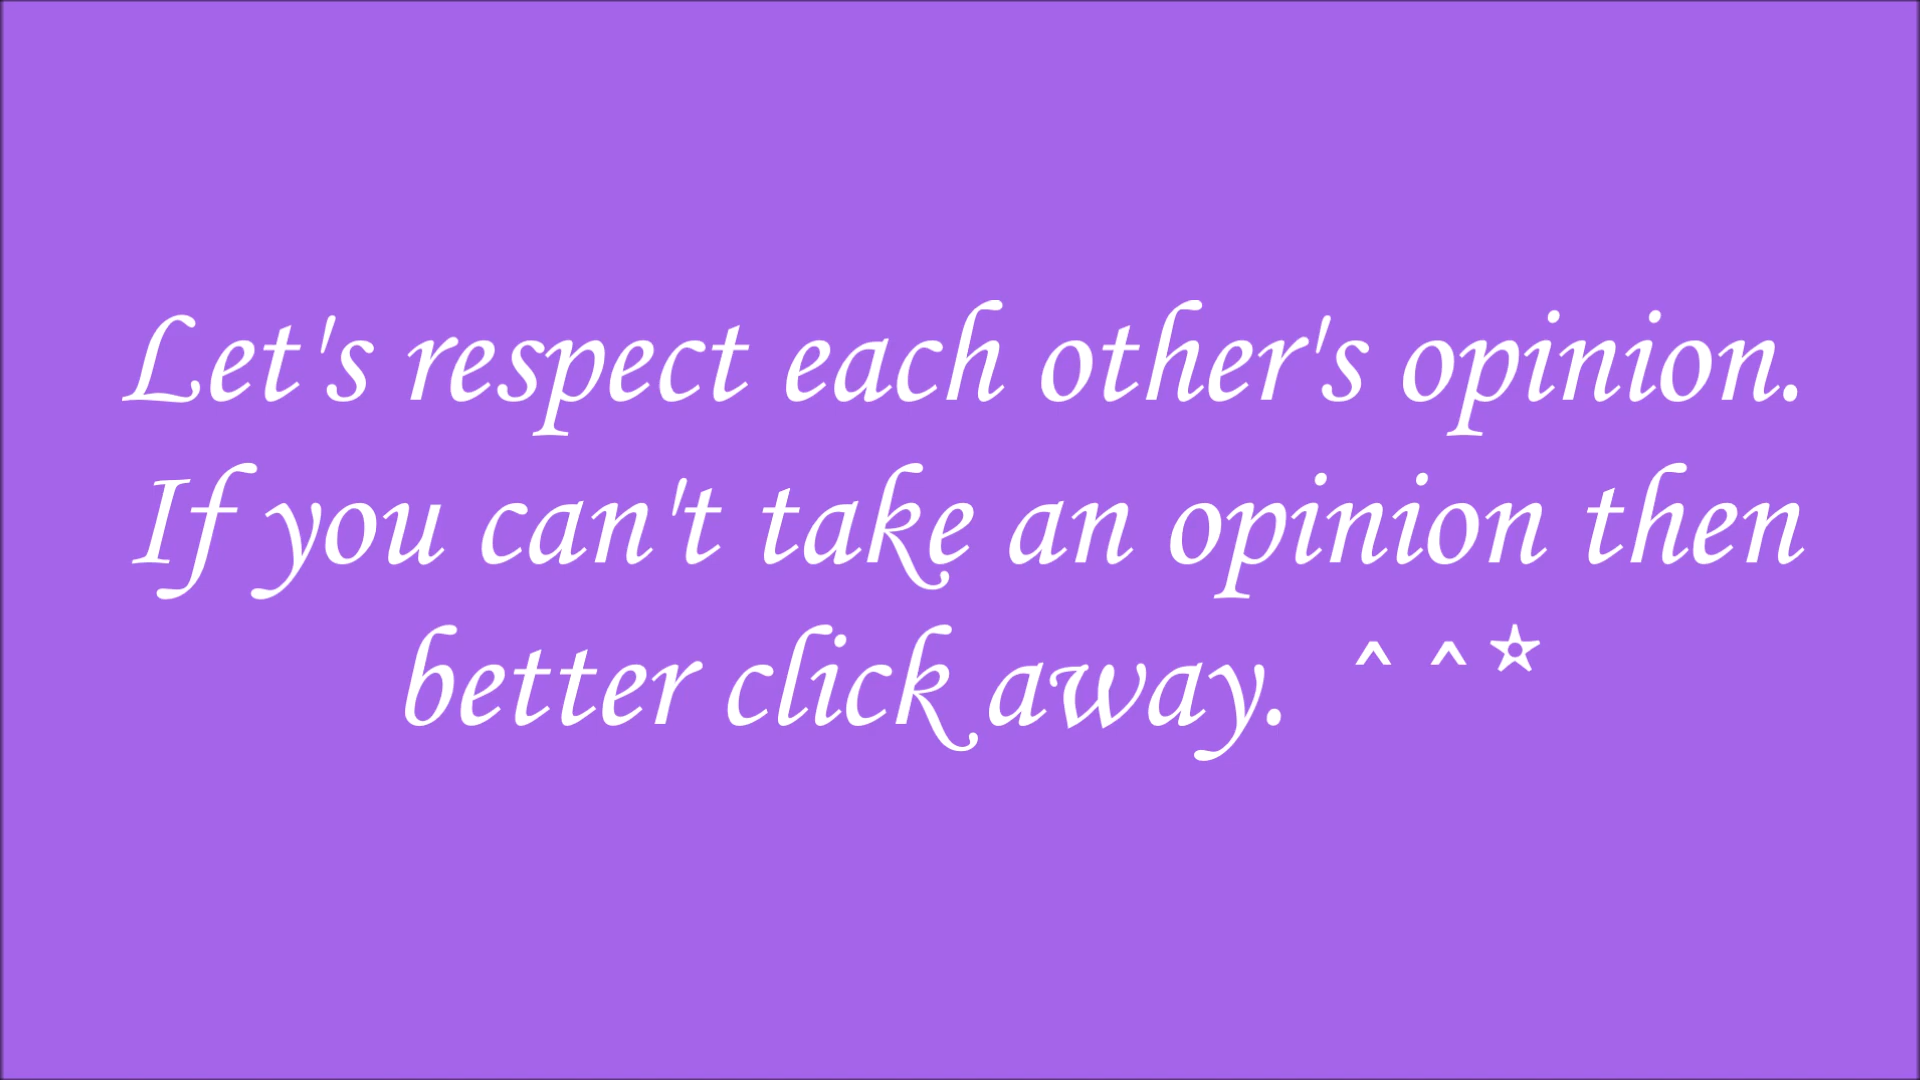 Let's respect each other's opinion.
If you can't take an opinion then
better click away. ^ ^*